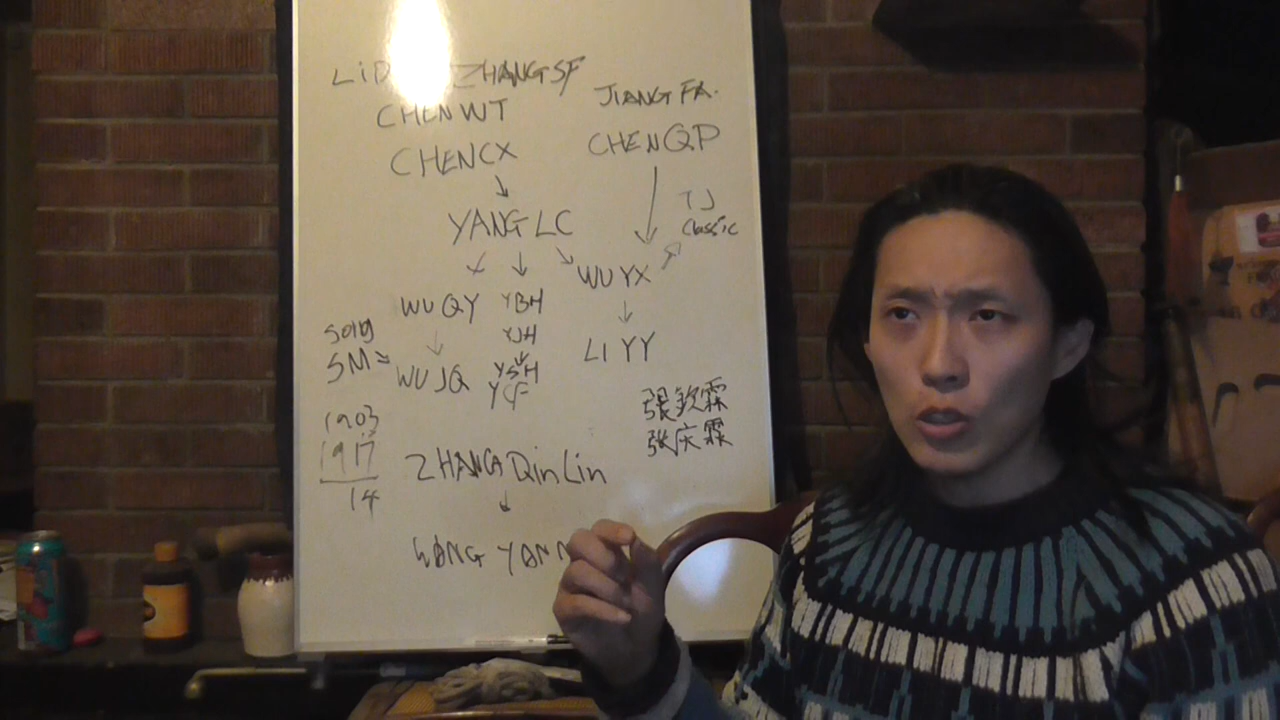 ZHANG SF
CHEN WT
CHEN CX
YANG LC
JIANG FA.
CHEN QP
TJ
classic
WU YX
LI YY
WU QY
YBH
YJH
YSH
YCF
song
SM
WU JQ
1903
1917
14
ZHANG QinLin
張欽霖
张庆霖
WANG YAN